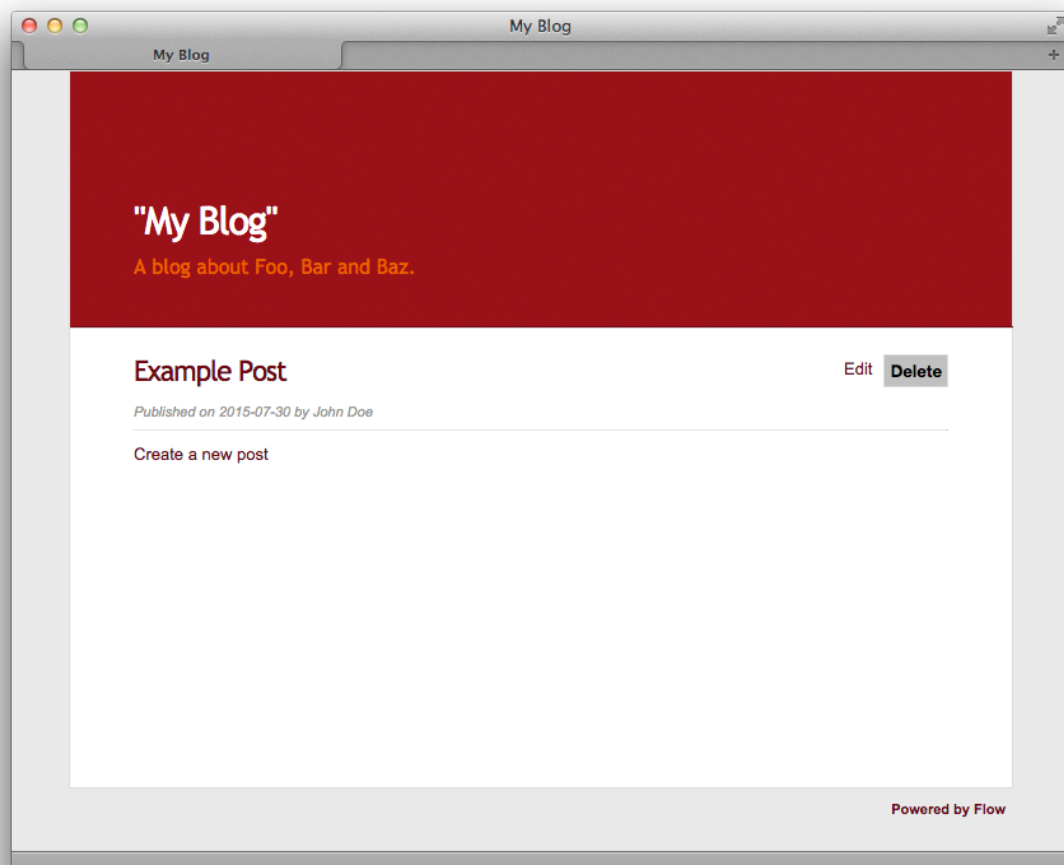 My Blog
My Blog
"My Blog"
A blog about Foo, Bar and Baz.
Example Post
Edit Delete
Published on 2015-07-30 by John Doe
Create a new post
Powered by Flow